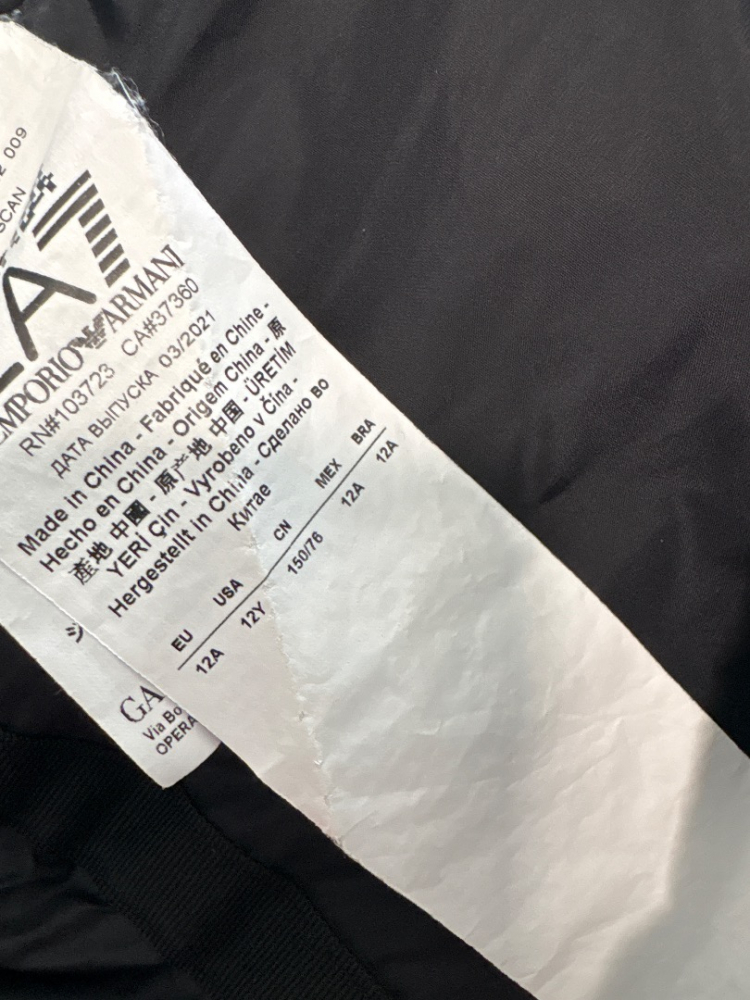 2 009
SCAN
EA7
EMPORIO ARMANI
RN#103723 CA#37360
ДАТА ВЫПУСКА 03/2021
Made in China - Fabriqué en Chine -
Hecho en China - Origem China - 原
産地 中國 - 原产地 中国 - ÜRETİM
YERİ Çin - Vyrobeno v Čína -
Hergestellt in China - Сделано во
Китае
EU USA CN MEX BRA
12A 12Y 150/76 12A 12A
GA
Via Bo
OPERA